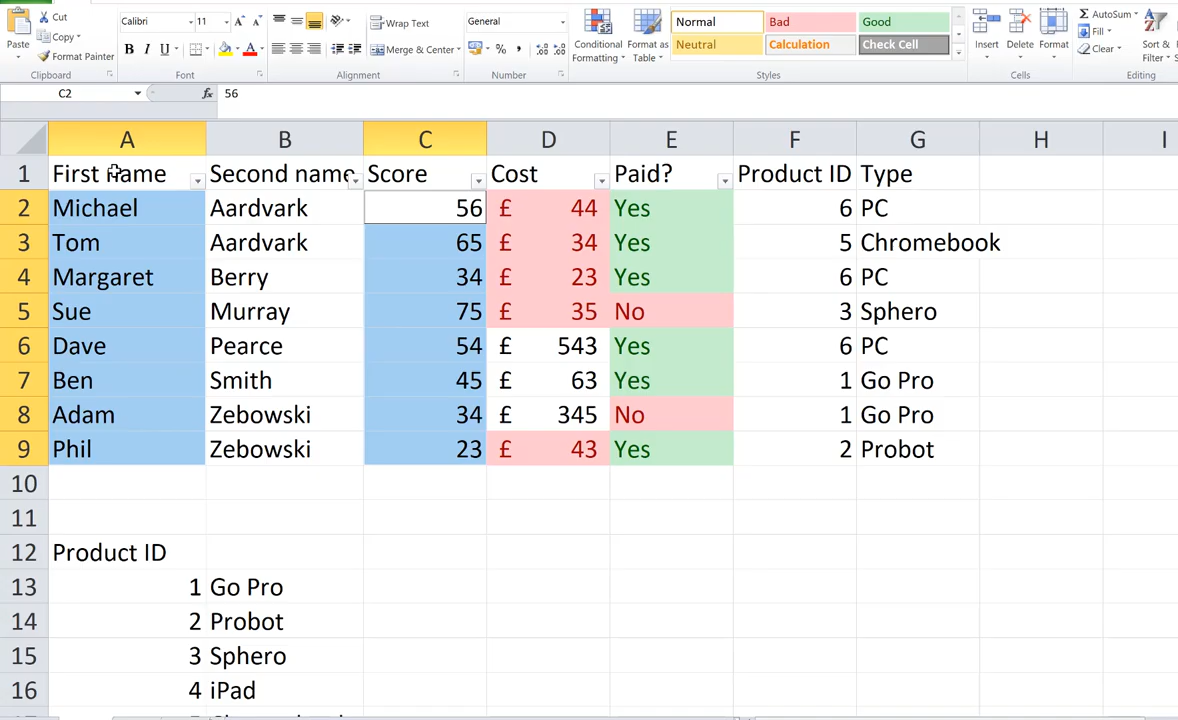 Cut
Copy
Format Painter
Paste
Clipboard
Calibri 11 A A
B I U A
Font
Wrap Text
Merge & Center
Alignment
General
% , .0 .00 .00 .0
Number
Conditional Formatting
Format as Table
Normal Bad Good
Neutral Calculation Check Cell
Styles
Insert Delete Format
Cells
Σ AutoSum
Fill
Clear
Sort & Filter
Editing
C2 fx 56
A B C D E F G H I
1 First name Second name Score Cost Paid? Product ID Type
2 Michael Aardvark 56 £ 44 Yes 6 PC
3 Tom Aardvark 65 £ 34 Yes 5 Chromebook
4 Margaret Berry 34 £ 23 Yes 6 PC
5 Sue Murray 75 £ 35 No 3 Sphero
6 Dave Pearce 54 £ 543 Yes 6 PC
7 Ben Smith 45 £ 63 Yes 1 Go Pro
8 Adam Zebowski 34 £ 345 No 1 Go Pro
9 Phil Zebowski 23 £ 43 Yes 2 Probot
10
11
12 Product ID
13 1 Go Pro
14 2 Probot
15 3 Sphero
16 4 iPad